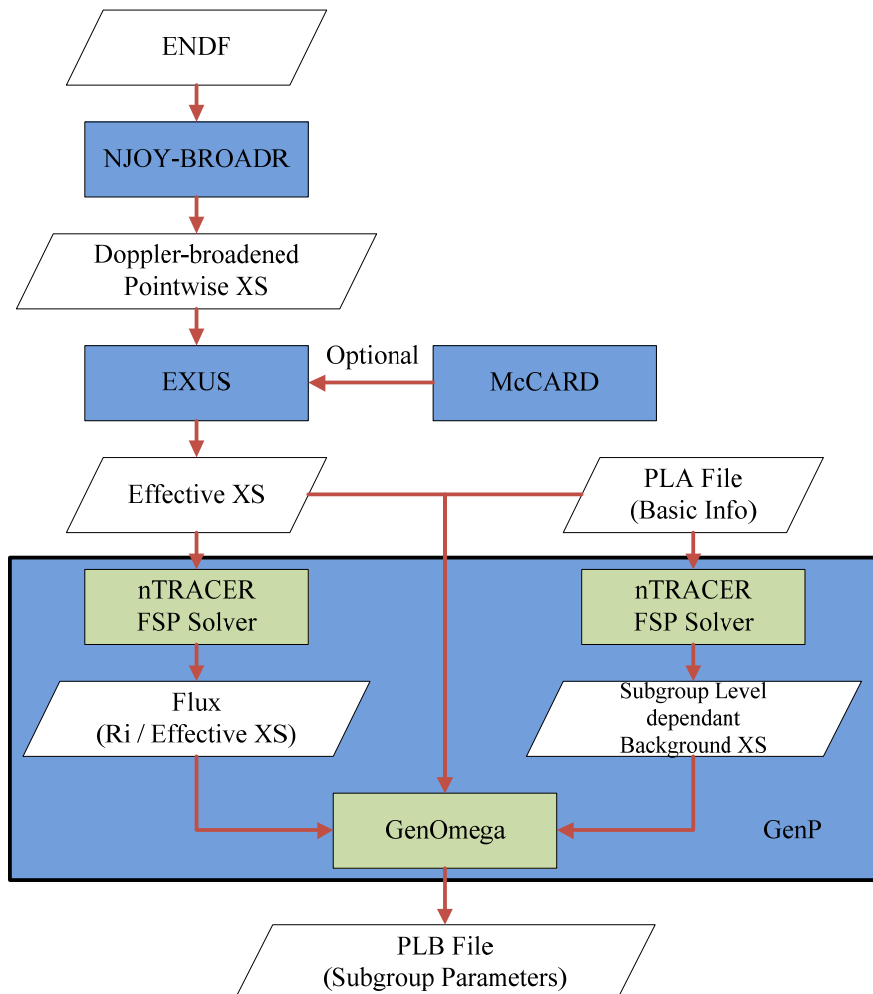 ENDF
NJOY-BROADR
Doppler-broadened
Pointwise XS
EXUS
Optional
McCARD
Effective XS
PLA File
(Basic Info)
nTRACER
FSP Solver
nTRACER
FSP Solver
Flux
(Ri / Effective XS)
Subgroup Level
dependant
Background XS
GenOmega
GenP
PLB File
(Subgroup Parameters)